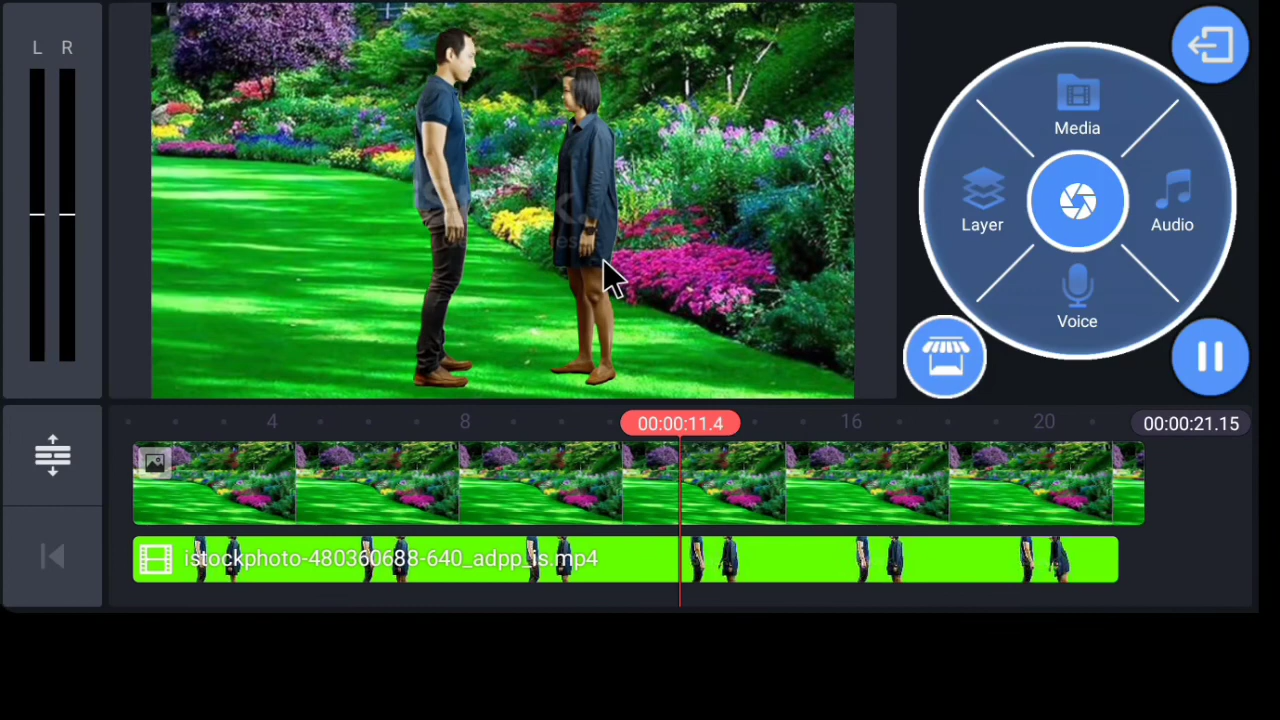 L R
Media
Layer
Audio
Voice
4 8 00:00:11.4 16 20 00:00:21.15
istockphoto-480360688-640_adpp_is.mp4